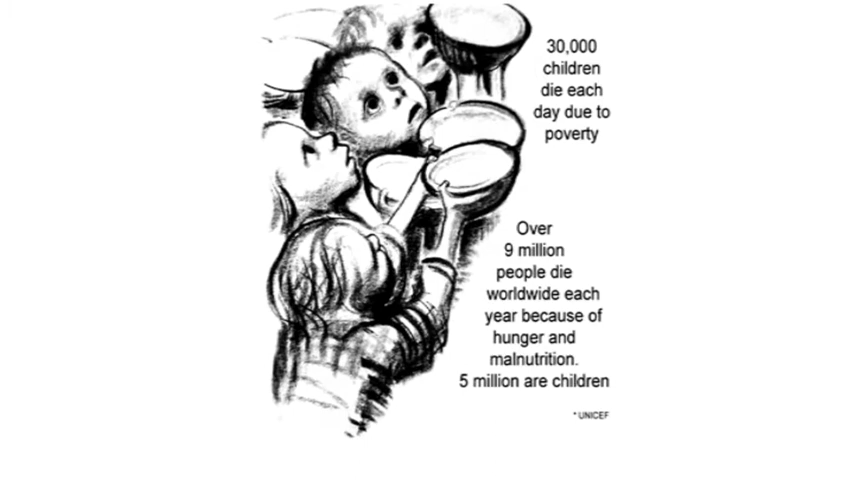 30,000
children
die each
day due to
poverty
Over
9 million
people die
worldwide each
year because of
hunger and
malnutrition.
5 million are children
* UNICEF